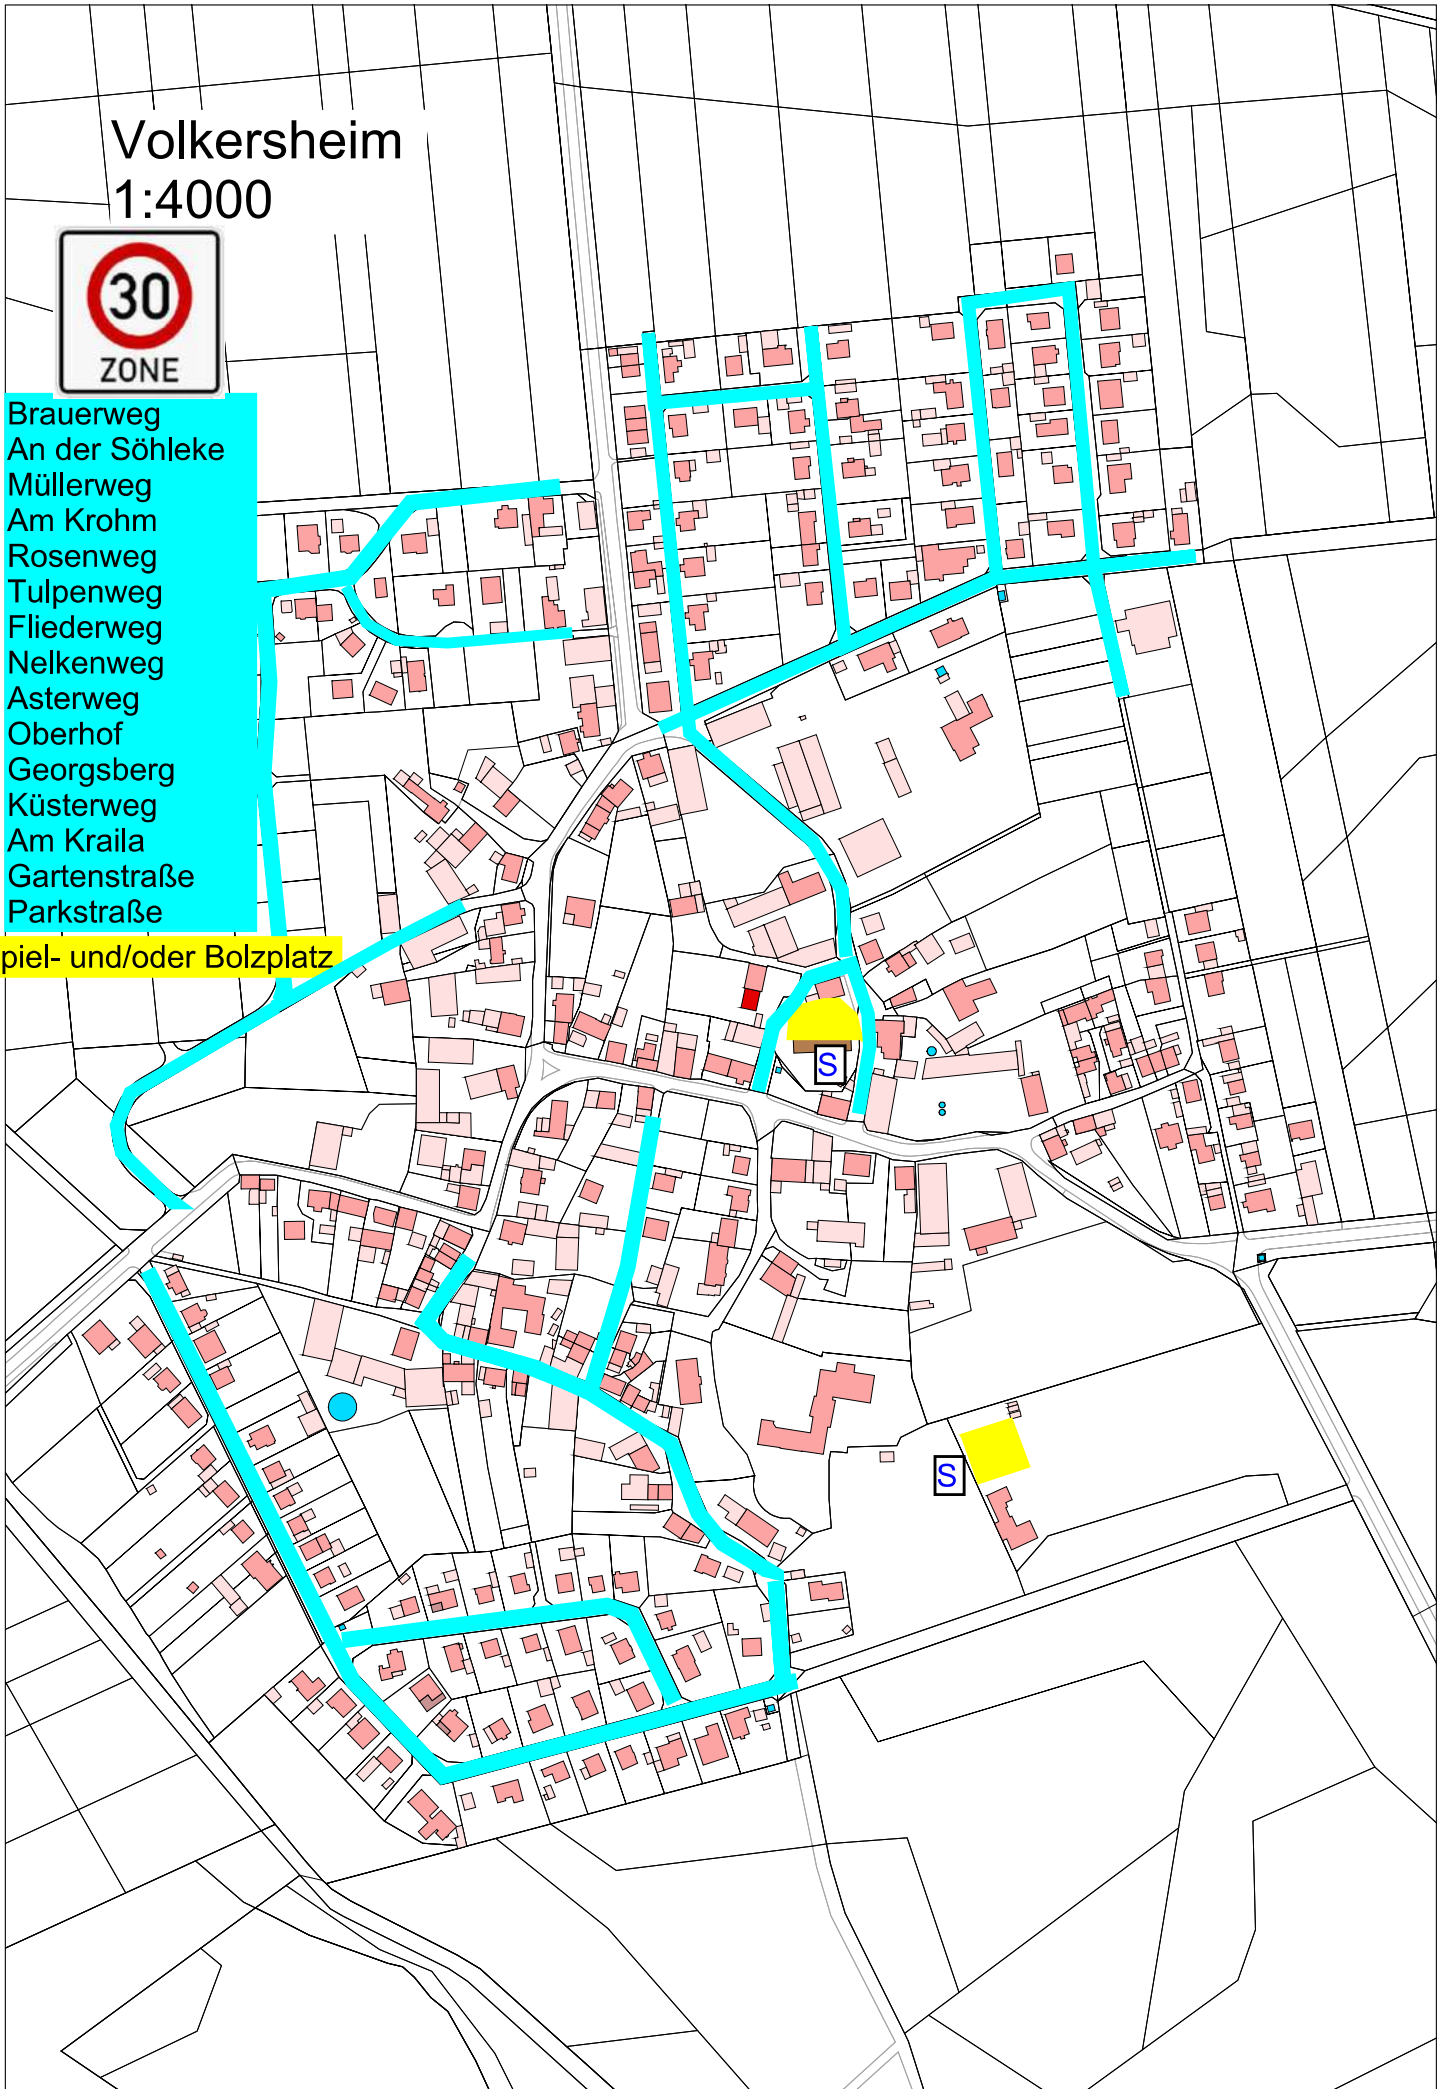 Volkersheim
1:4000
30
ZONE
Brauerweg
An der Söhleke
Müllerweg
Am Krohm
Rosenweg
Tulpenweg
Fliederweg
Nelkenweg
Asterweg
Oberhof
Georgsberg
Küsterweg
Am Kraila
Gartenstraße
Parkstraße
piel- und/oder Bolzplatz
S
S